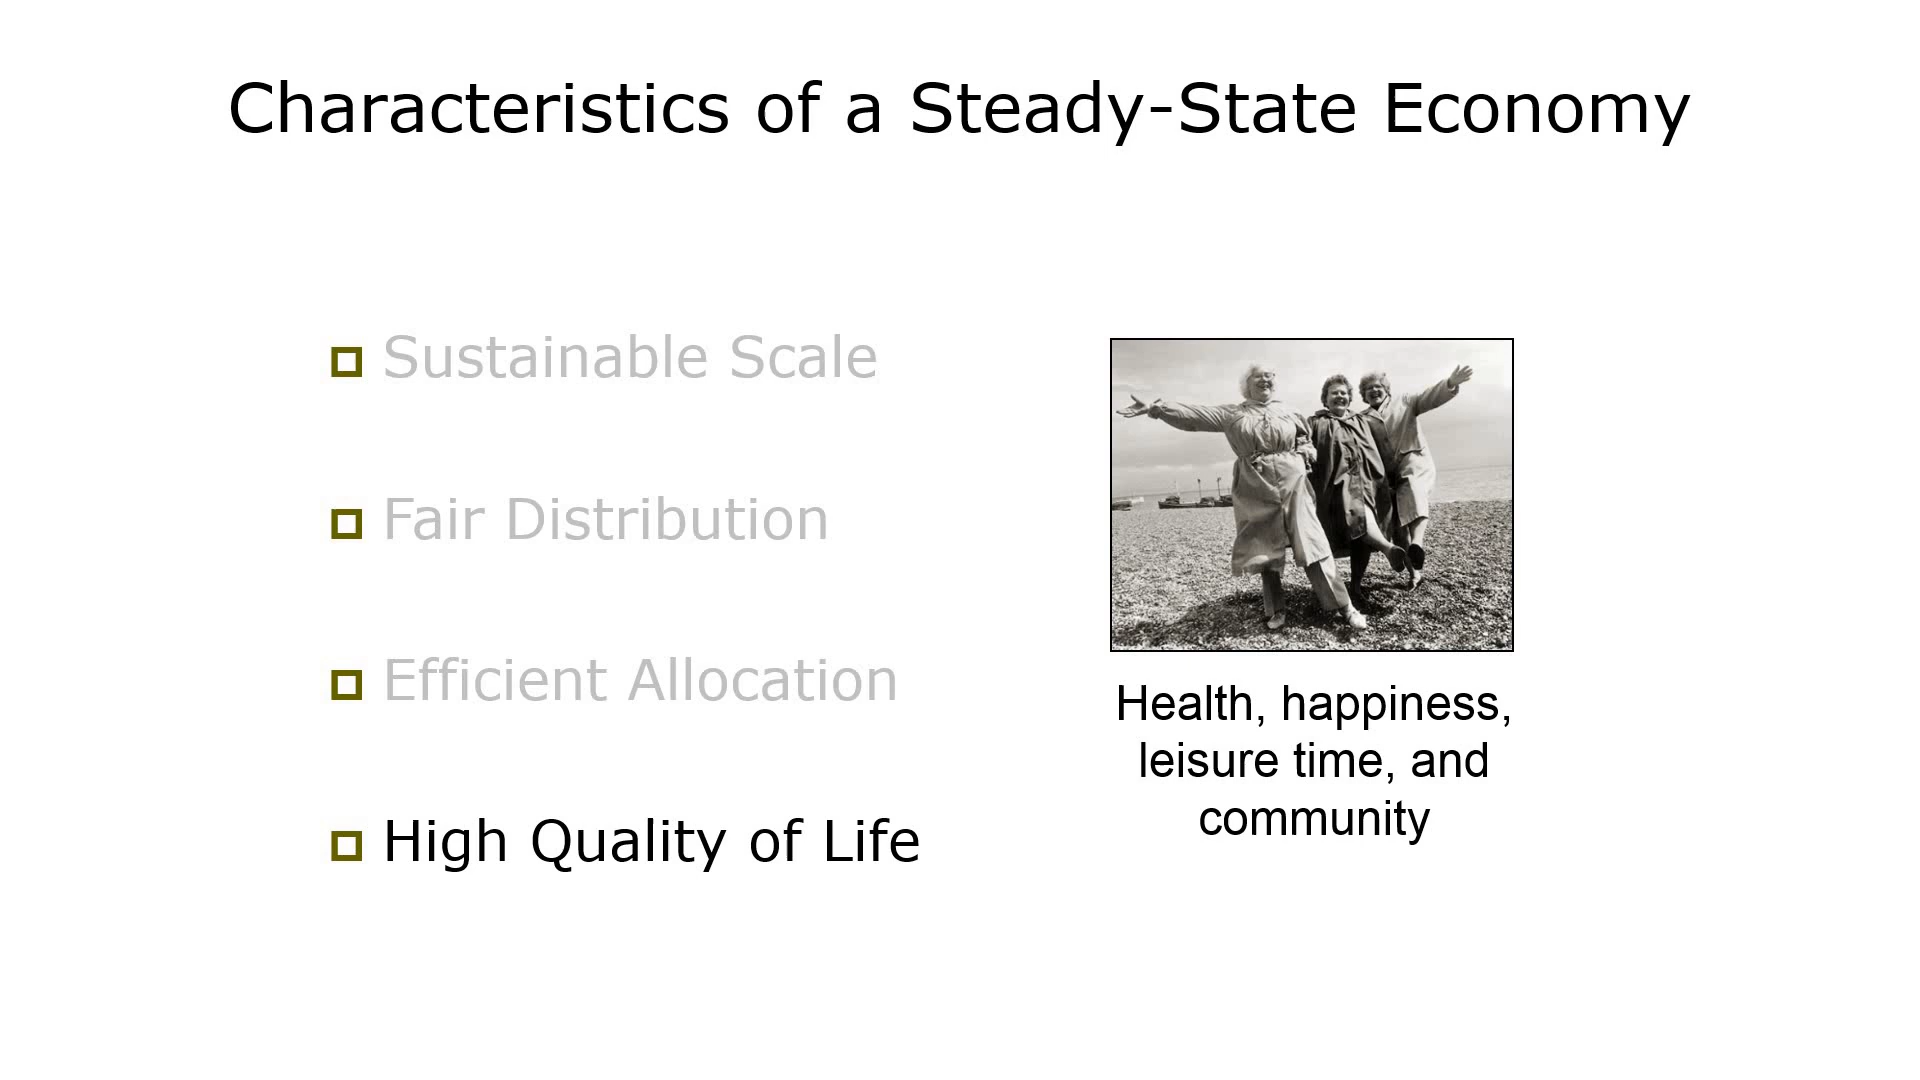 Characteristics of a Steady-State Economy
Sustainable Scale
Fair Distribution
Efficient Allocation
High Quality of Life
Health, happiness,
leisure time, and
community